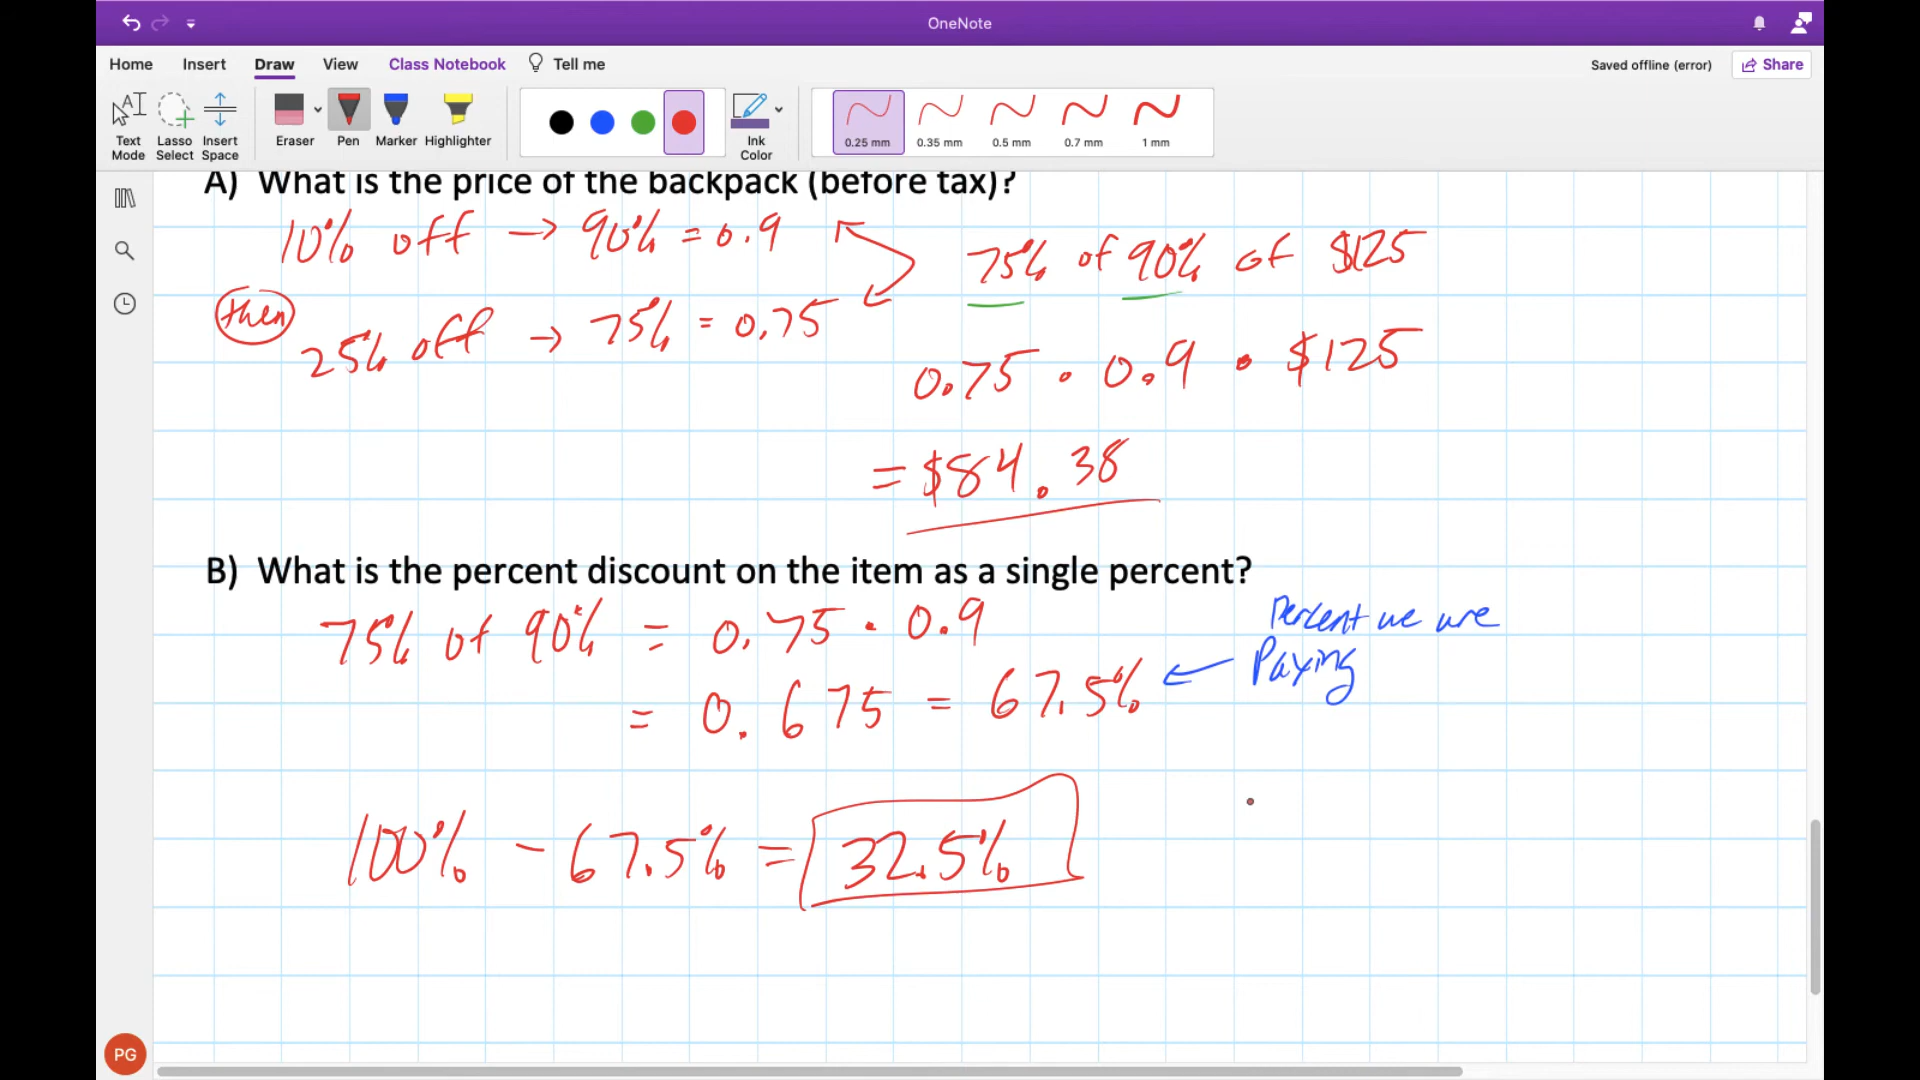 OneNote
Home Insert Draw View Class Notebook Tell me
Saved offline (error) Share
Text Mode
Lasso Select
Insert Space
Eraser
Pen
Marker
Highlighter
Ink Color
0.25 mm
0.35 mm
0.5 mm
0.7 mm
1 mm
A) What is the price of the backpack (before tax)?
10% off → 90% = 0.9
75% of 90% of $125
then
25% off → 75% = 0.75
0.75 · 0.9 · $125
= $84.38
B) What is the percent discount on the item as a single percent?
75% of 90% = 0.75 · 0.9
Percent we are
Paying
= 0.675 = 67.5% ←
100% - 67.5% = 32.5%
PG